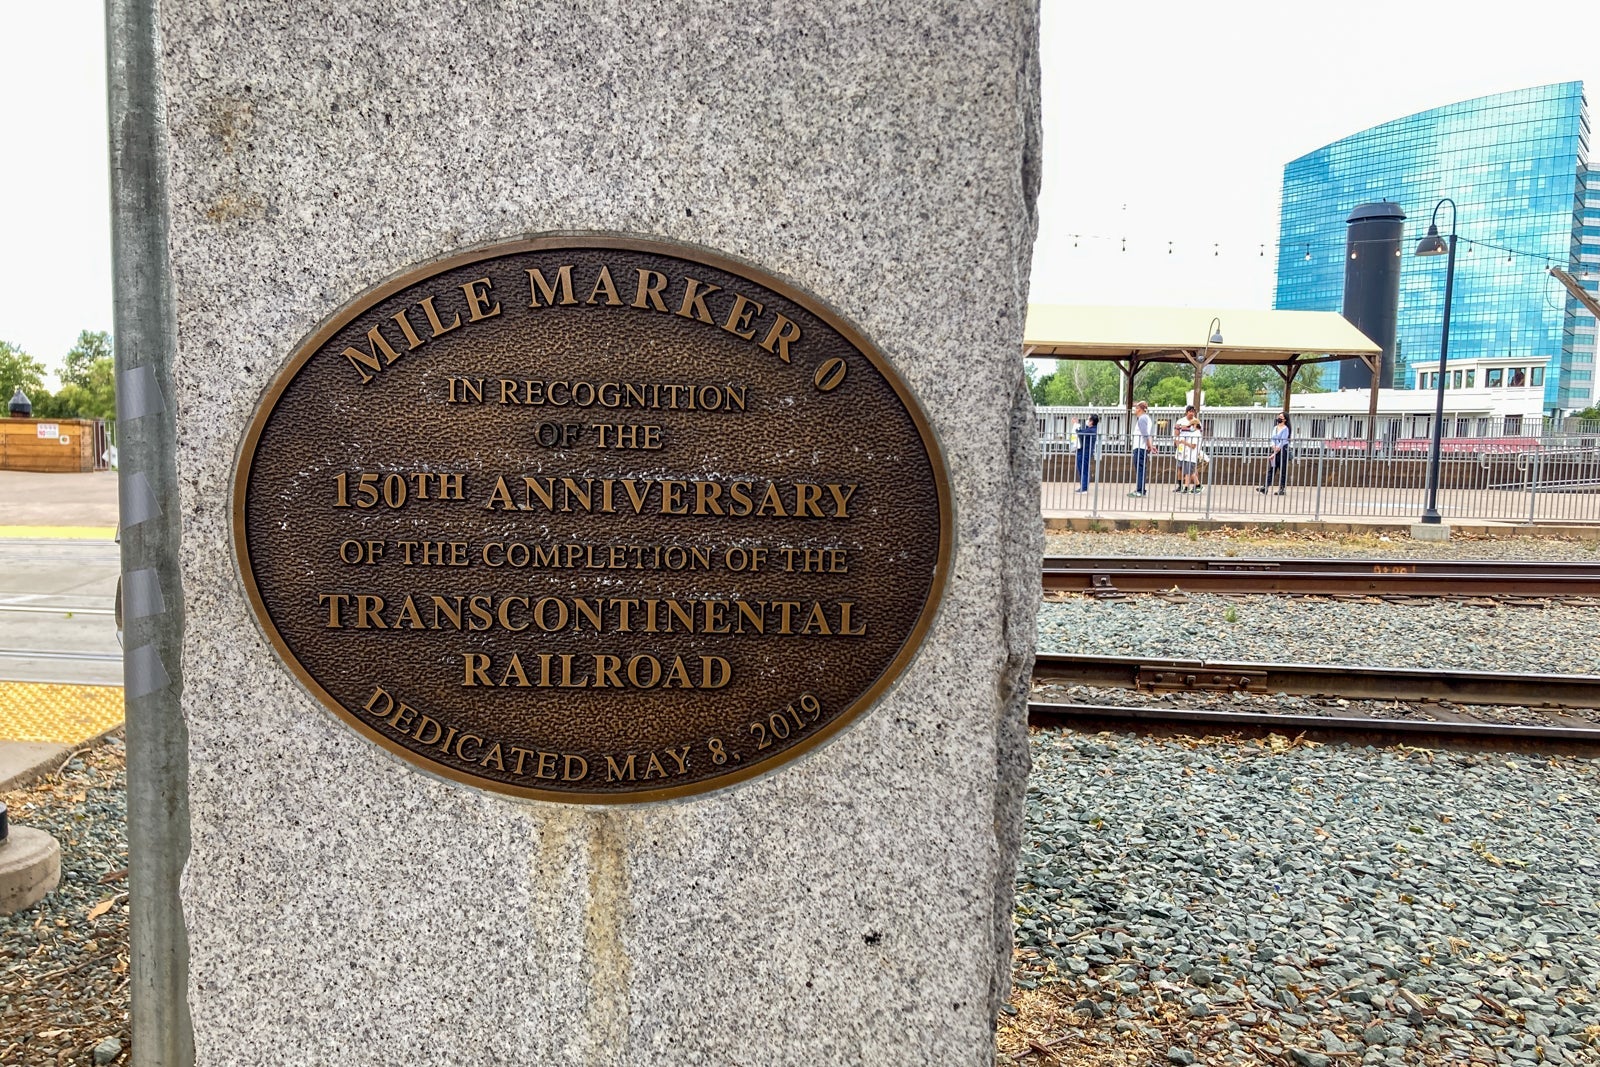 MILE MARKER 0
IN RECOGNITION
OF THE
150TH ANNIVERSARY
OF THE COMPLETION OF THE
TRANSCONTINENTAL
RAILROAD
DEDICATED MAY 8, 2019